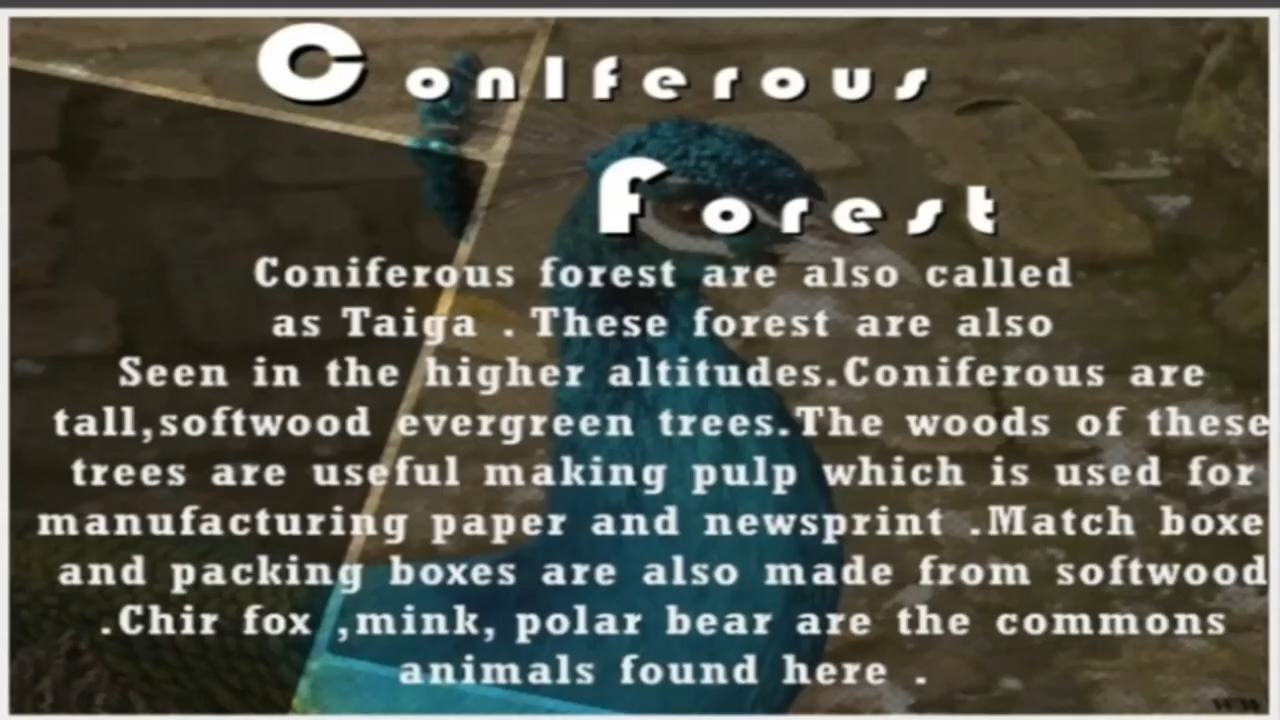 Coniferous
Forest
Coniferous forest are also called
as Taiga . These forest are also
Seen in the higher altitudes.Coniferous are
tall,softwood evergreen trees.The woods of these
trees are useful making pulp which is used for
manufacturing paper and newsprint .Match boxe
and packing boxes are also made from softwood
.Chir fox ,mink, polar bear are the commons
animals found here .